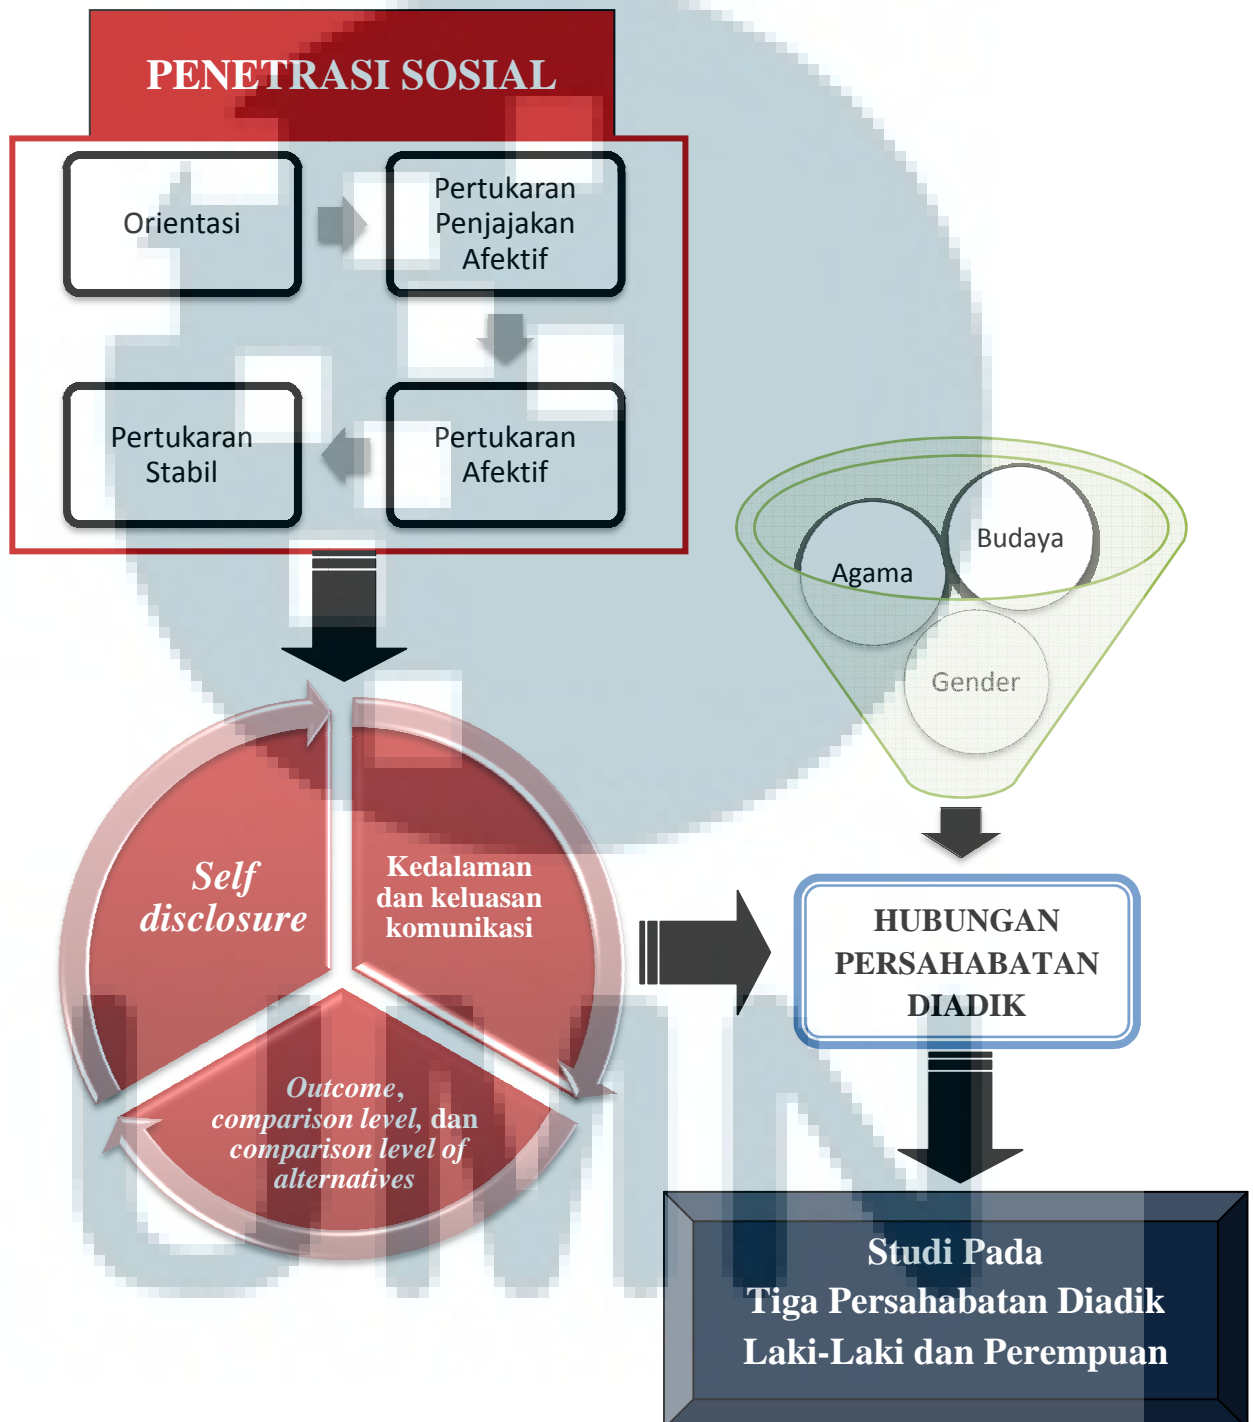 PENETRASI SOSIAL
Orientasi
Pertukaran
Penjajakan
Afektif
Pertukaran
Stabil
Pertukaran
Afektif
Budaya
Agama
Gender
Self
disclosure
Kedalaman
dan keluasan
komunikasi
Outcome,
comparison level, dan
comparison level of
alternatives
HUBUNGAN
PERSAHABATAN
DIADIK
Studi Pada
Tiga Persahabatan Diadik
Laki-Laki dan Perempuan
UMN